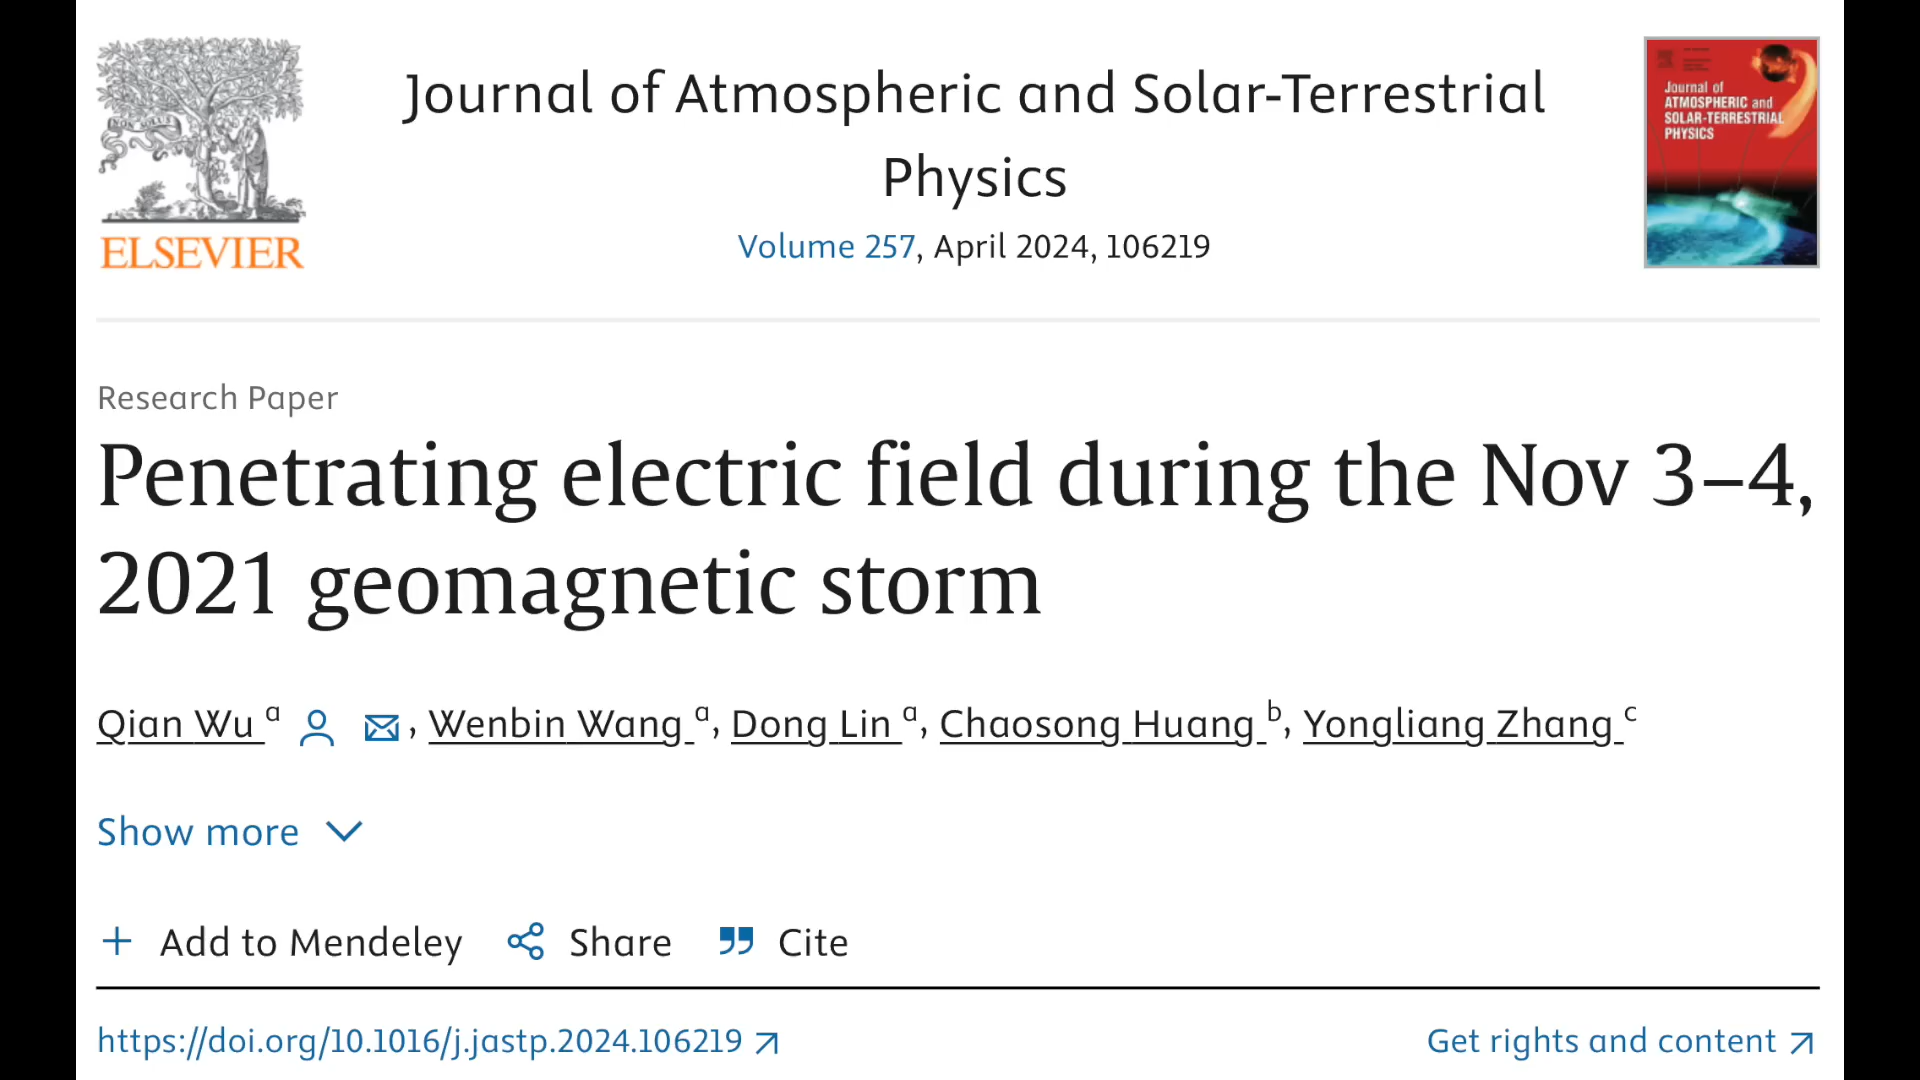 NON SOLUS
ELSEVIER
Journal of Atmospheric and Solar-Terrestrial
Physics
Volume 257, April 2024, 106219
Journal of
ATMOSPHERIC and
SOLAR-TERRESTRIAL
PHYSICS
Research Paper
Penetrating electric field during the Nov 3–4,
2021 geomagnetic storm
Qian Wu a, Wenbin Wang a, Dong Lin a, Chaosong Huang b, Yongliang Zhang c
Show more
Add to Mendeley Share Cite
https://doi.org/10.1016/j.jastp.2024.106219 Get rights and content